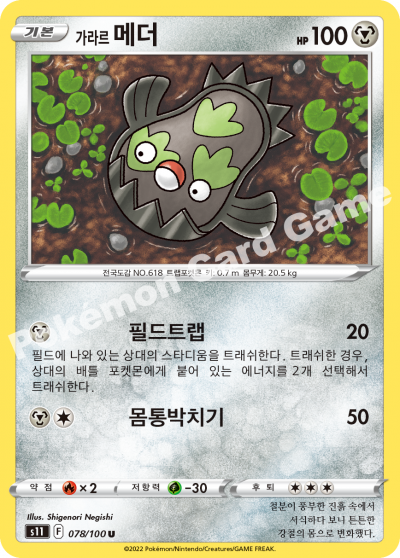 기본 가라르 메더 HP 100
전국도감 NO.618 트랩포켓몬 키: 0.7 m 몸무게: 20.5 kg
Pokémon Card Game
필드트랩 20
필드에 나와 있는 상대의 스타디움을 트래쉬한다. 트래쉬한 경우,
상대의 배틀 포켓몬에게 붙어 있는 에너지를 2개 선택해서
트래쉬한다.
몸통박치기 50
약점 ×2 저항력 -30 후퇴
Illus. Shigenori Negishi
s11 F 078/100 U
철분이 풍부한 진흙 속에서
서식하다 보니 튼튼한
강철의 몸으로 변화했다.
©2022 Pokémon/Nintendo/Creatures/GAME FREAK.